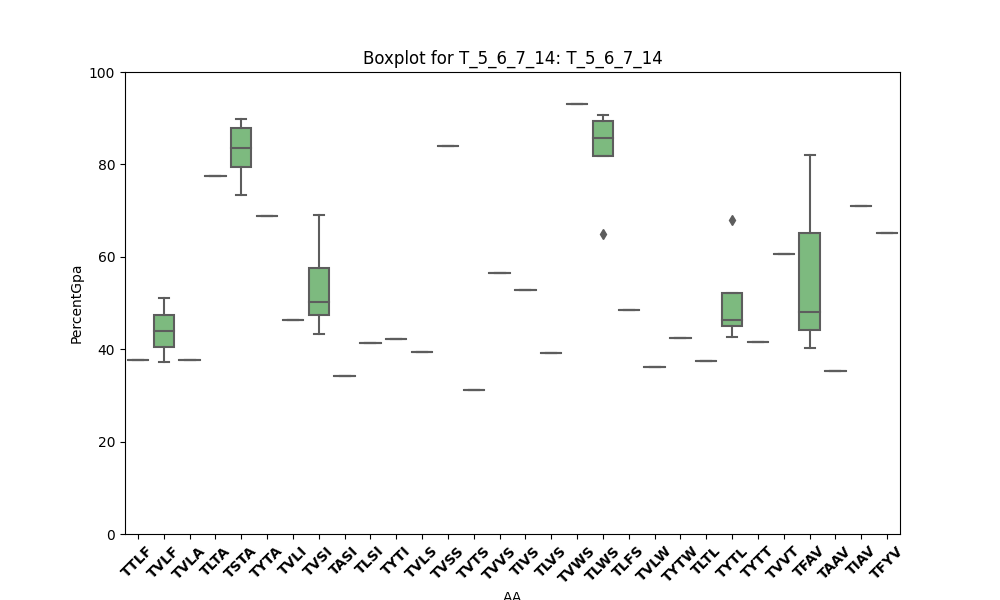 Boxplot for T_5_6_7_14: T_5_6_7_14
100
80
60
40
20
0
PercentGpa
TTLF TVLF TVLA TLTA TSTA TYTA TVLI TVSI TASI TLSI TYTI TVLS TVSS TVTS TVVS TIVS TLVS TVWS TLWS TLFS TVLW TYTW TLTL TYTL TYTT TVVT TFAV TAAV TIAV TFYV
AA